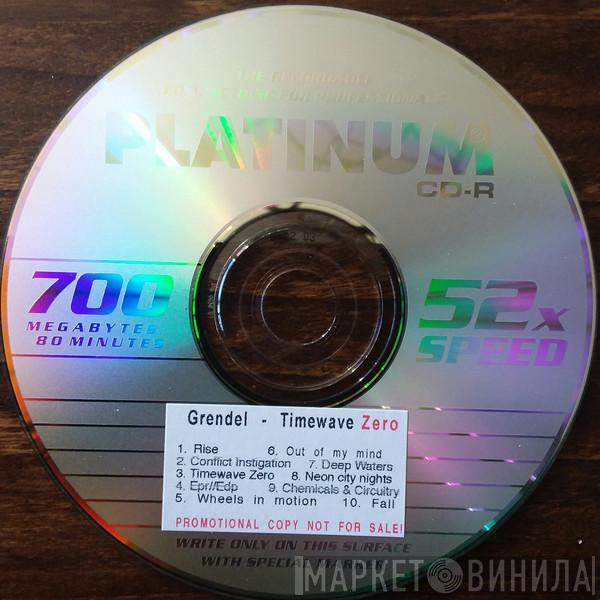 PLATINUM
CD-R
700
MEGABYTES
80 MINUTES
52x
SPEED
Grendel - Timewave Zero
1. Rise 6. Out of my mind
2. Conflict Instigation 7. Deep Waters
3. Timewave Zero 8. Neon city nights
4. Epr//Edp 9. Chemicals & Circuitry
5. Wheels in motion 10. Fall
PROMOTIONAL COPY NOT FOR SALE!
WRITE ONLY ON THIS SURFACE
WITH SPECIAL MARKER
МАРКЕТ ВИНИЛА